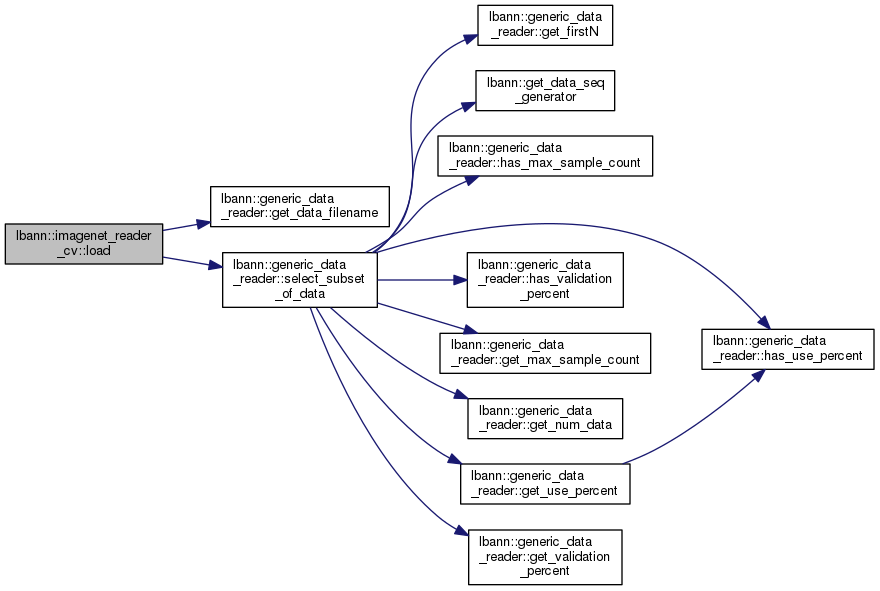 lbann::imagenet_reader
_cv::load
lbann::generic_data
_reader::get_data_filename
lbann::generic_data
_reader::select_subset
_of_data
lbann::generic_data
_reader::get_firstN
lbann::get_data_seq
_generator
lbann::generic_data
_reader::has_max_sample_count
lbann::generic_data
_reader::has_validation
_percent
lbann::generic_data
_reader::get_max_sample_count
lbann::generic_data
_reader::get_num_data
lbann::generic_data
_reader::get_use_percent
lbann::generic_data
_reader::get_validation
_percent
lbann::generic_data
_reader::has_use_percent